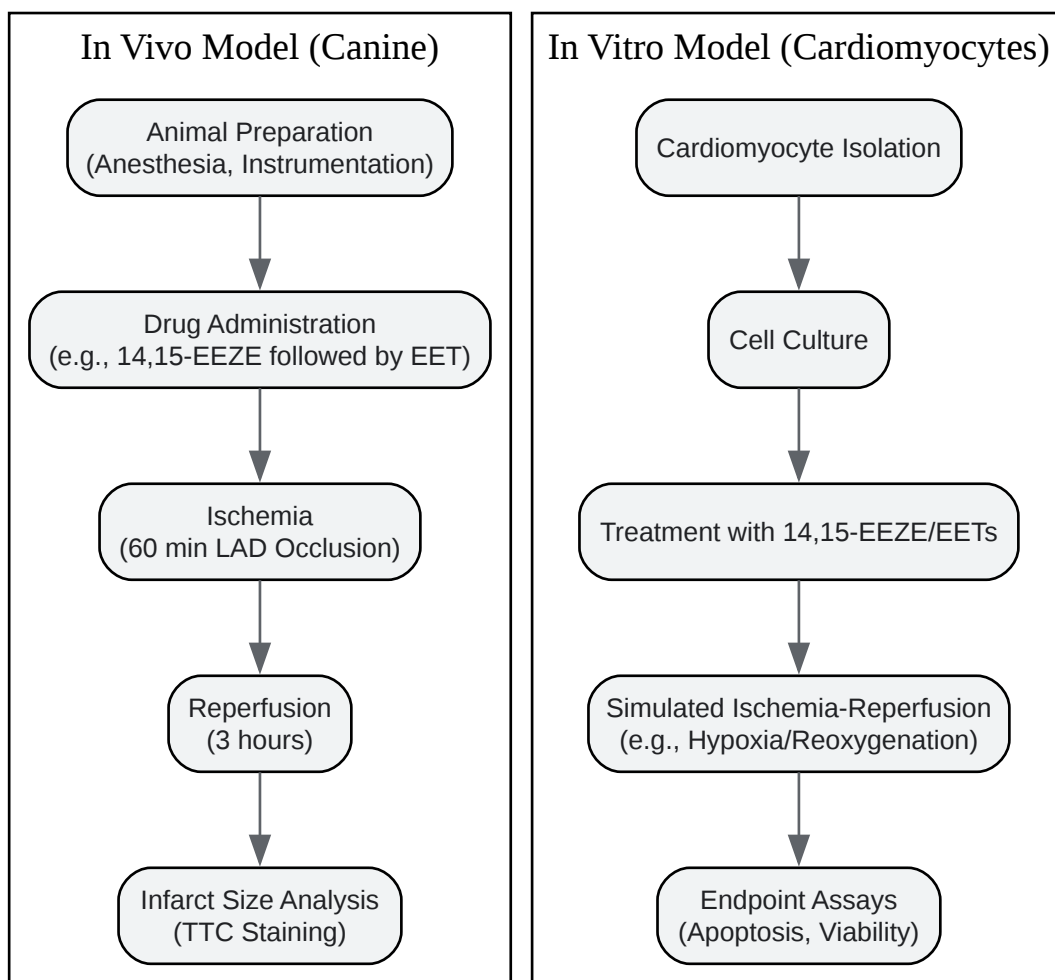 In Vivo Model (Canine)
Animal Preparation
(Anesthesia, Instrumentation)
Drug Administration
(e.g., 14,15-EEZE followed by EET)
Ischemia
(60 min LAD Occlusion)
Reperfusion
(3 hours)
Infarct Size Analysis
(TTC Staining)
In Vitro Model (Cardiomyocytes)
Cardiomyocyte Isolation
Cell Culture
Treatment with 14,15-EEZE/EETs
Simulated Ischemia-Reperfusion
(e.g., Hypoxia/Reoxygenation)
Endpoint Assays
(Apoptosis, Viability)